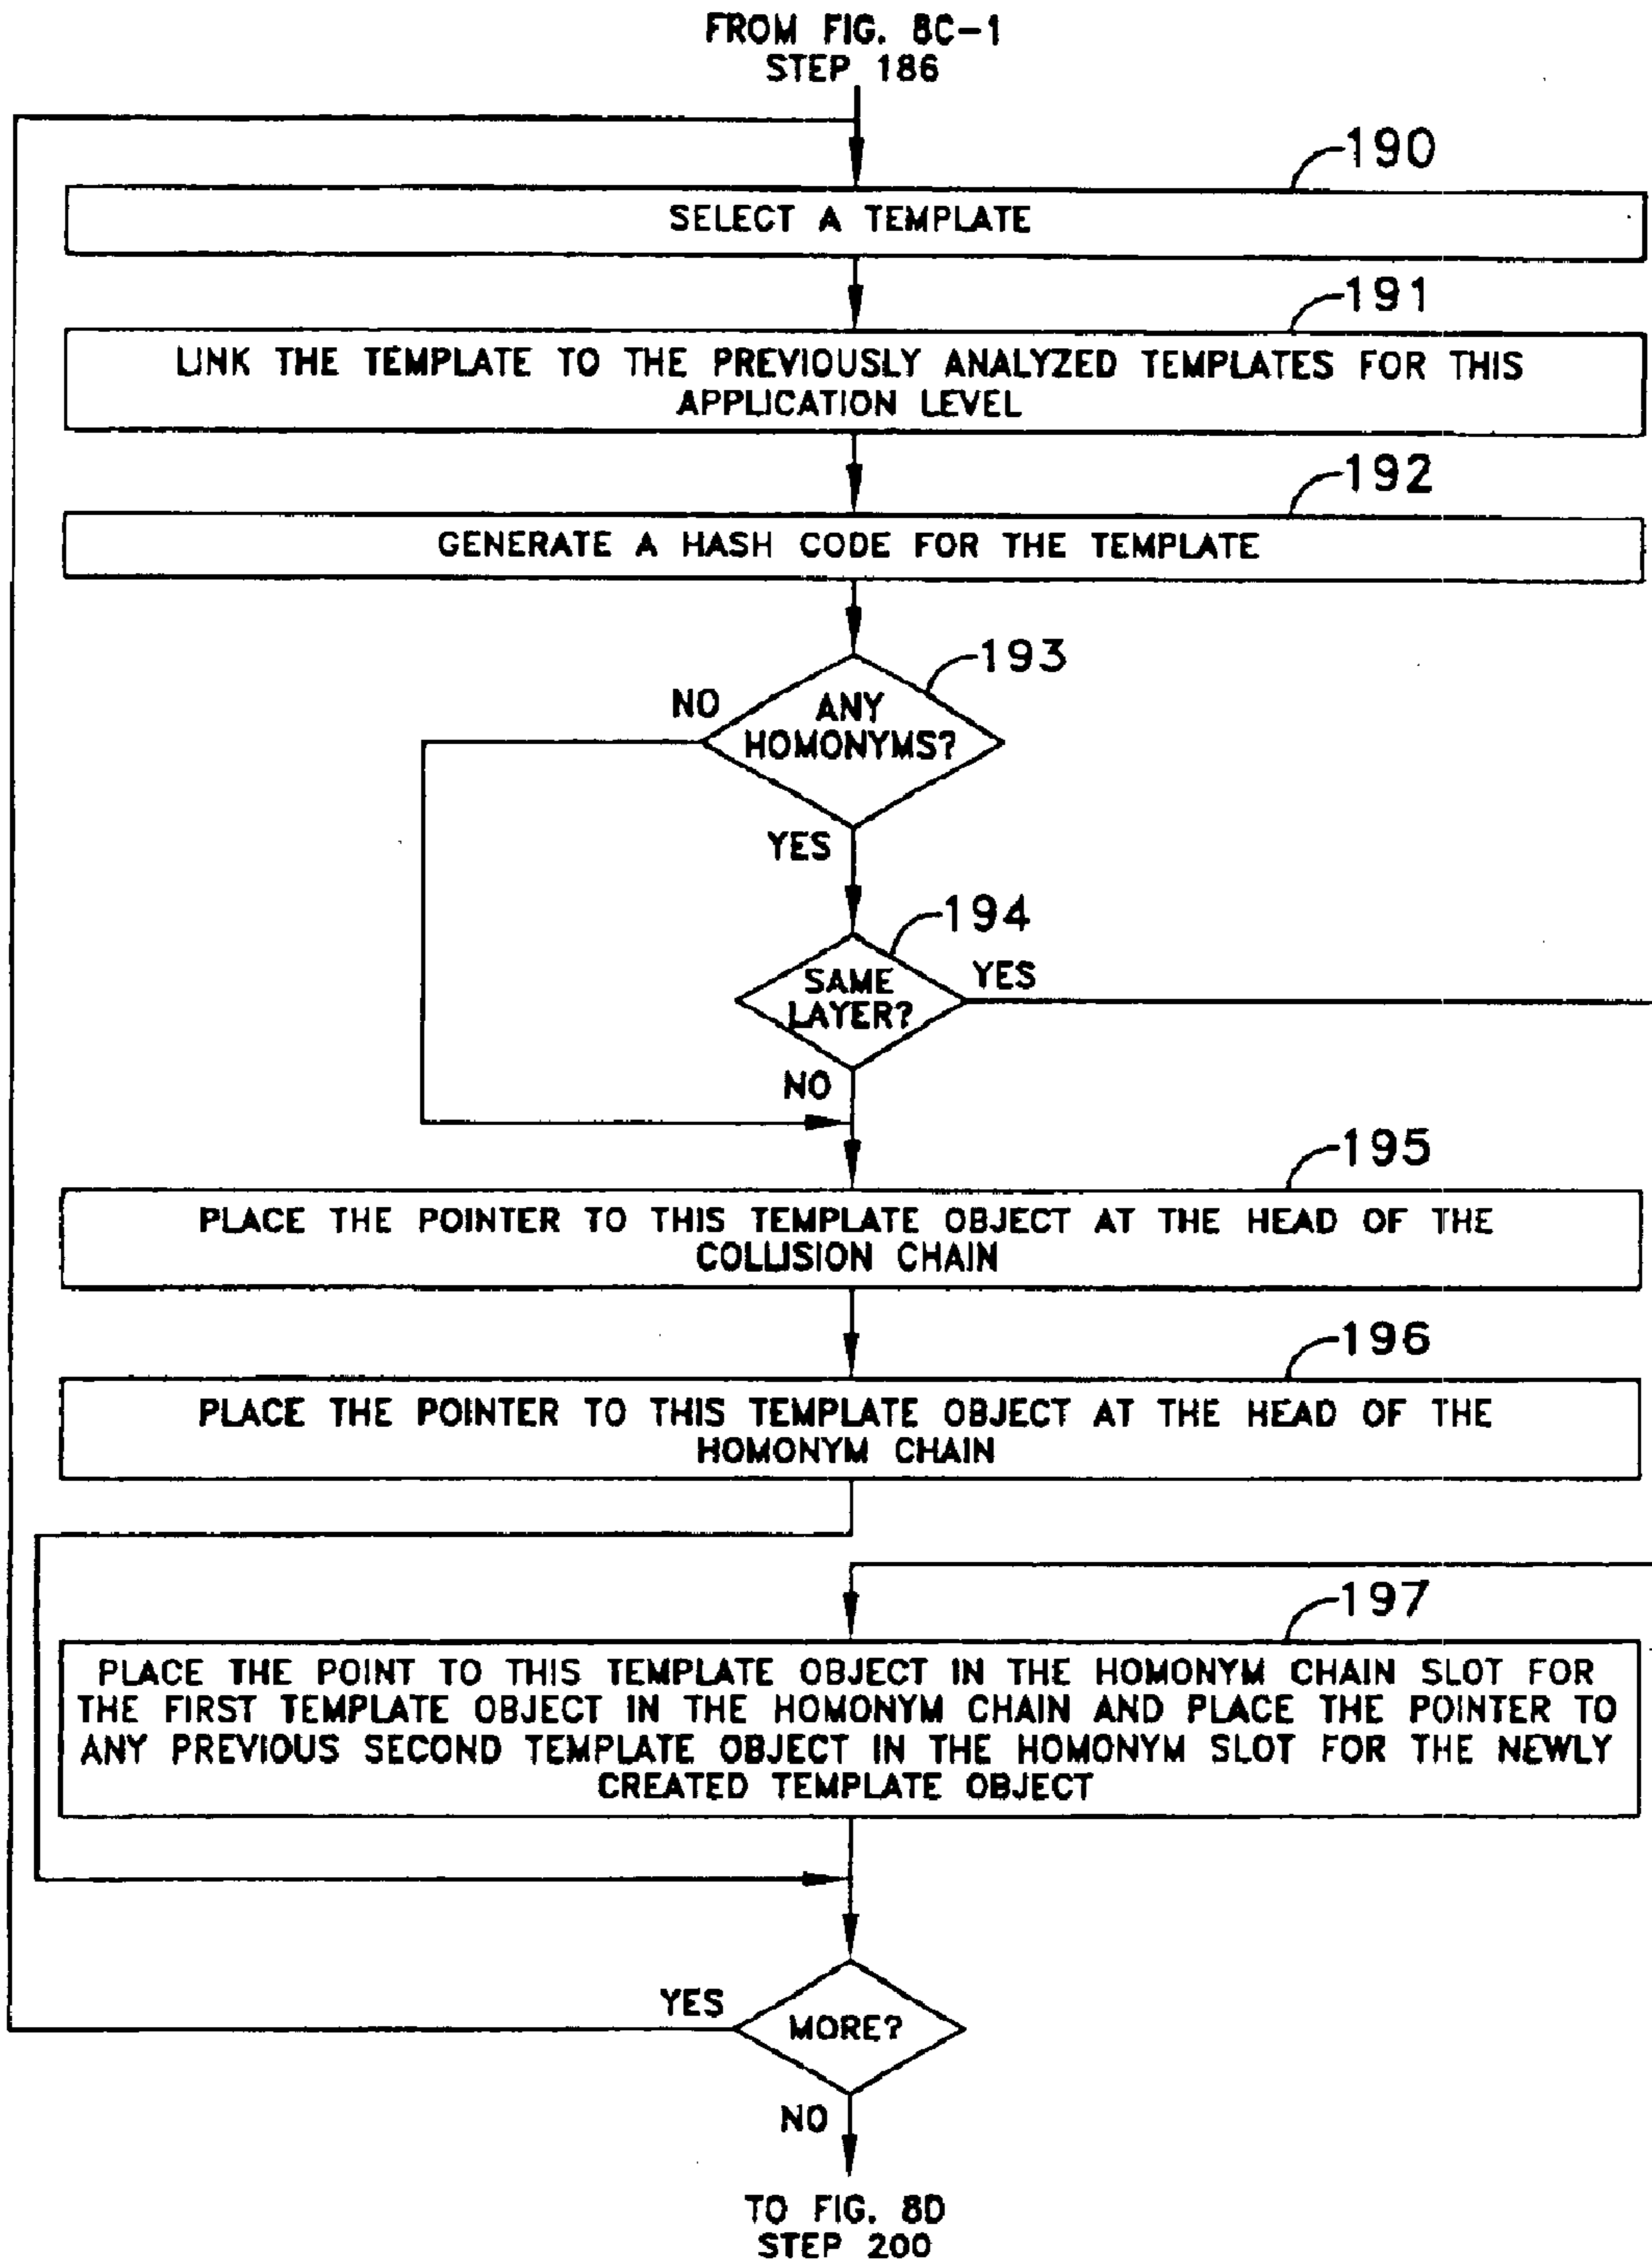 FROM FIG. 8C-1
STEP 186
190
SELECT A TEMPLATE
191
LINK THE TEMPLATE TO THE PREVIOUSLY ANALYZED TEMPLATES FOR THIS
APPLICATION LEVEL
192
GENERATE A HASH CODE FOR THE TEMPLATE
193
NO
ANY
HOMONYMS?
YES
194
SAME
LAYER?
YES
NO
195
PLACE THE POINTER TO THIS TEMPLATE OBJECT AT THE HEAD OF THE
COLLISION CHAIN
196
PLACE THE POINTER TO THIS TEMPLATE OBJECT AT THE HEAD OF THE
HOMONYM CHAIN
197
PLACE THE POINT TO THIS TEMPLATE OBJECT IN THE HOMONYM CHAIN SLOT FOR
THE FIRST TEMPLATE OBJECT IN THE HOMONYM CHAIN AND PLACE THE POINTER TO
ANY PREVIOUS SECOND TEMPLATE OBJECT IN THE HOMONYM SLOT FOR THE NEWLY
CREATED TEMPLATE OBJECT
YES
MORE?
NO
TO FIG. 8D
STEP 200